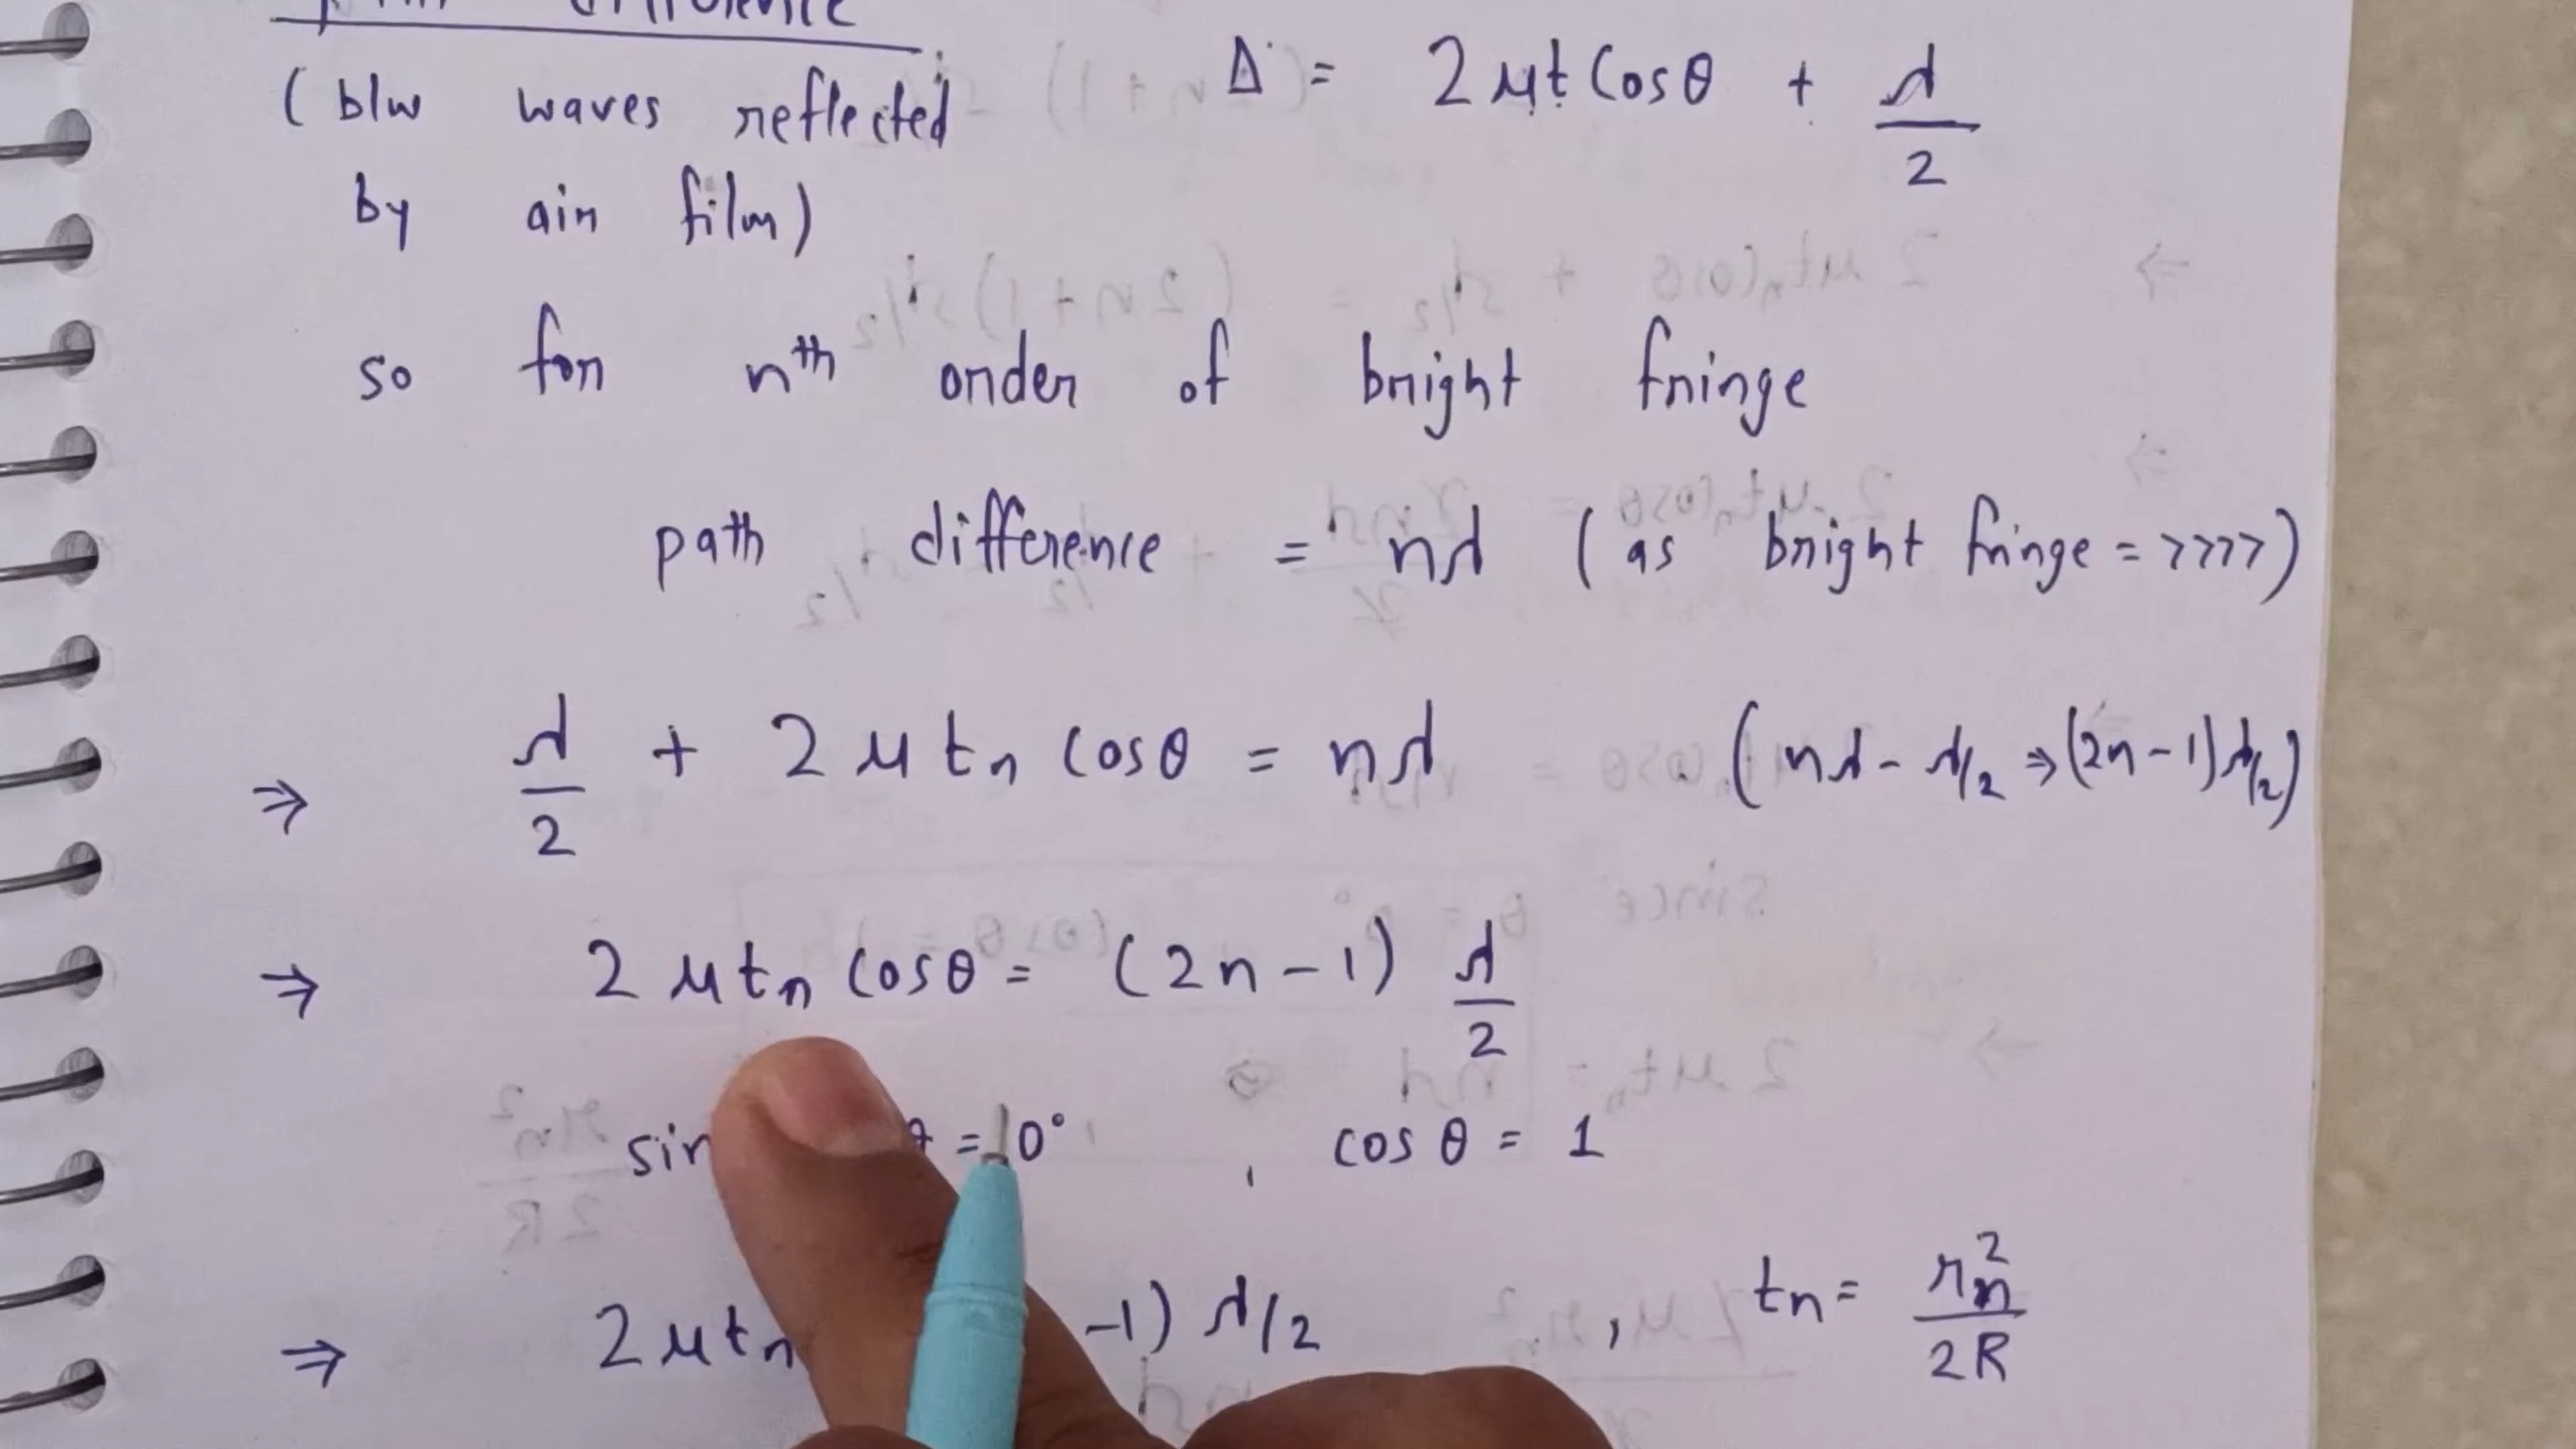 (b/w waves reflected Δ = 2μt Cosθ + λ/2
by air film)
so for nth order of bright fringe
path difference = nλ (as bright fringe = >>>>)
⇒ λ/2 + 2μtₙ cosθ = nλ (nλ - λ/2 ⇒ (2n-1)λ/2)
⇒ 2μtₙ cosθ = (2n-1) λ/2
= 0° , cos θ = 1
⇒ 2μtₙ -1) λ/2 , tₙ = rₙ²/2R